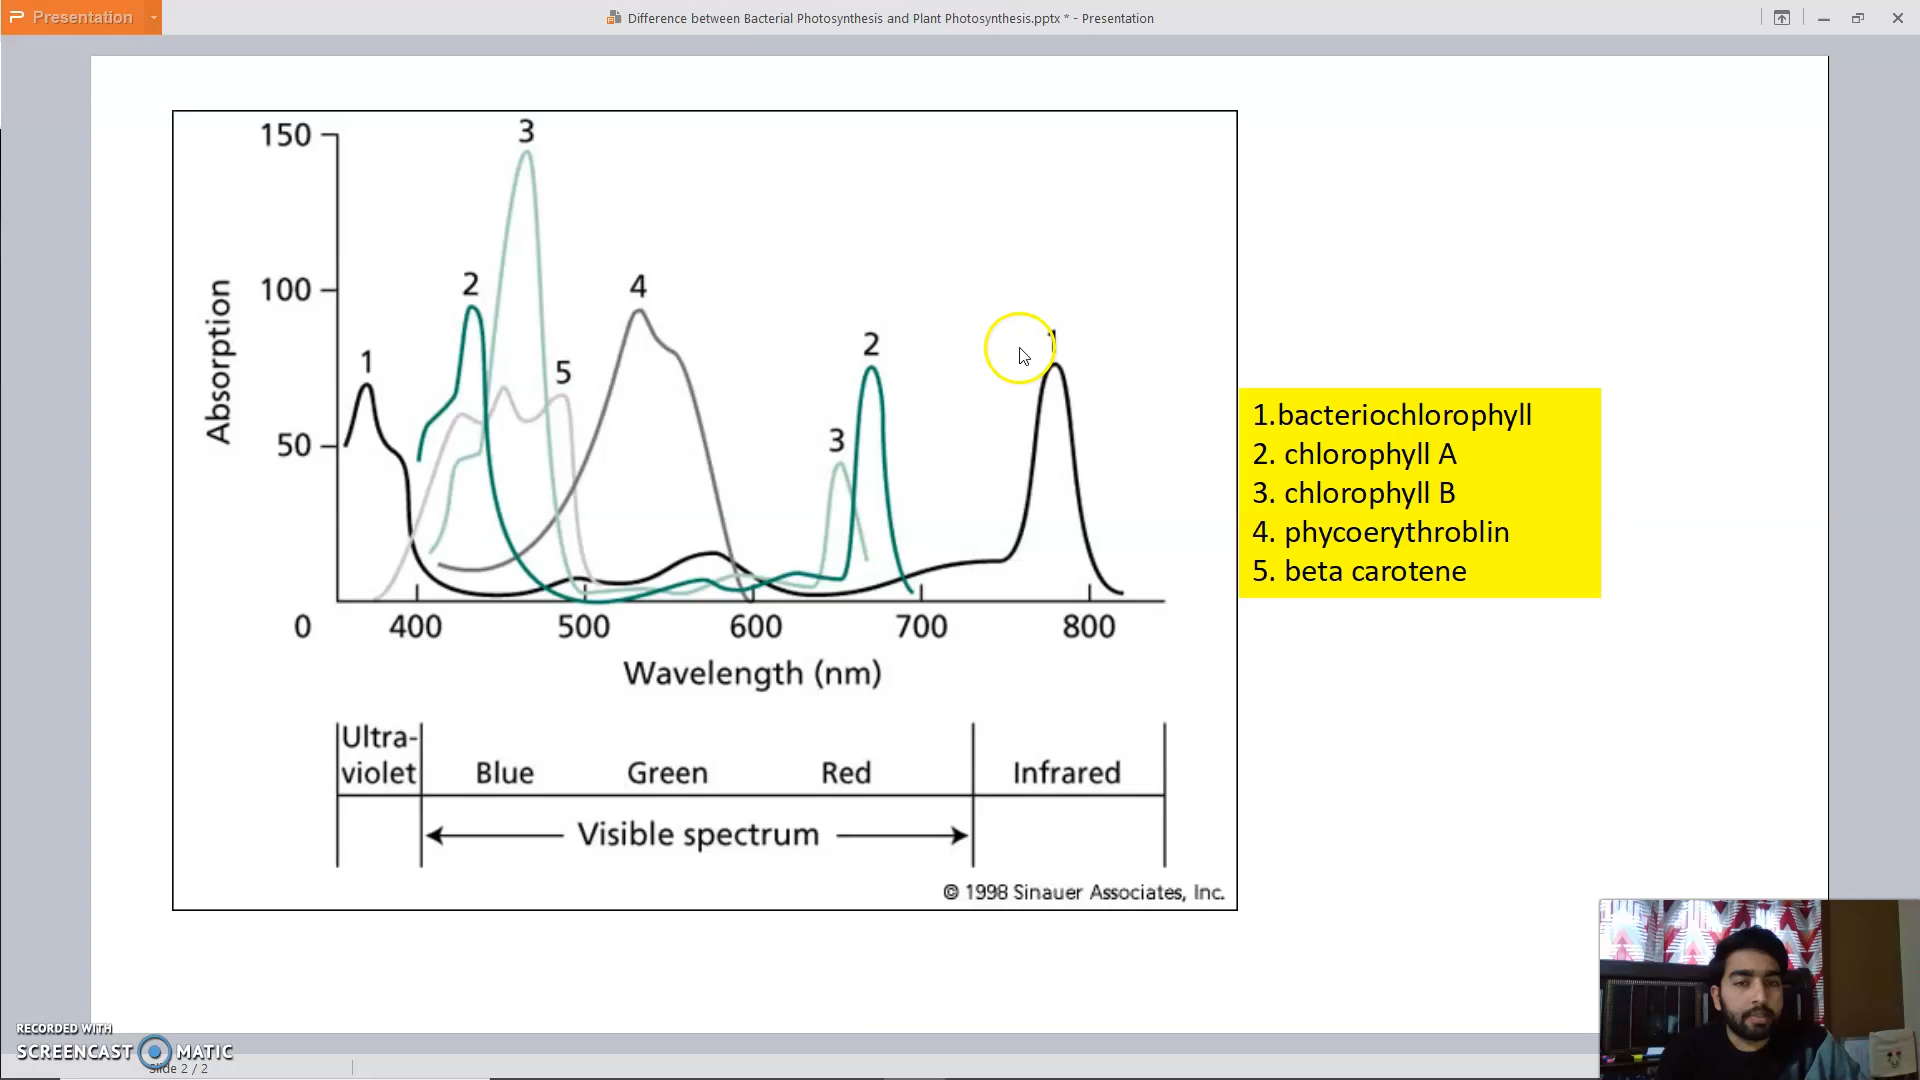 Presentation
Difference between Bacterial Photosynthesis and Plant Photosynthesis.pptx * - Presentation
150
100
50
0
Absorption
1
2
3
4
5
3
2
1
400
500
600
700
800
Wavelength (nm)
Ultra-
violet
Blue
Green
Red
Infrared
Visible spectrum
© 1998 Sinauer Associates, Inc.
1.bacteriochlorophyll
2. chlorophyll A
3. chlorophyll B
4. phycoerythroblin
5. beta carotene
RECORDED WITH
SCREENCAST MATIC
Slide 2 / 2